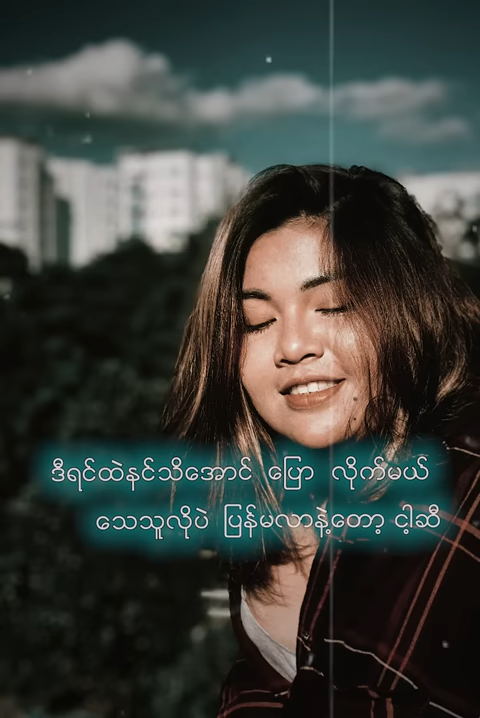 ဒီရင်ထဲနင်သိအောင် ပြော လိုက်မယ်
သေသူလိုပဲ ပြန်မလာနဲ့တော့ ငါ့ဆီ